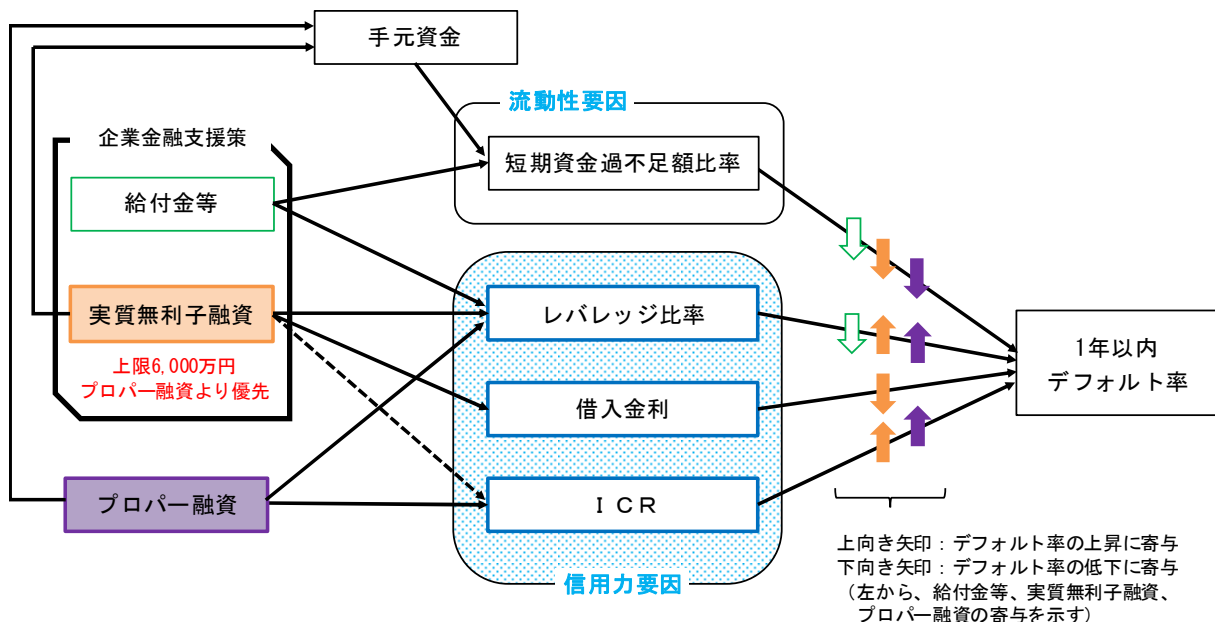 手元資金
流動性要因
企業金融支援策
短期資金過不足額比率
給付金等
実質無利子融資
レバレッジ比率
上限6,000万円
プロパー融資より優先
1年以内
デフォルト率
借入金利
プロパー融資
ＩＣＲ
信用力要因
上向き矢印：デフォルト率の上昇に寄与
下向き矢印：デフォルト率の低下に寄与
（左から、給付金等、実質無利子融資、
プロパー融資の寄与を示す）